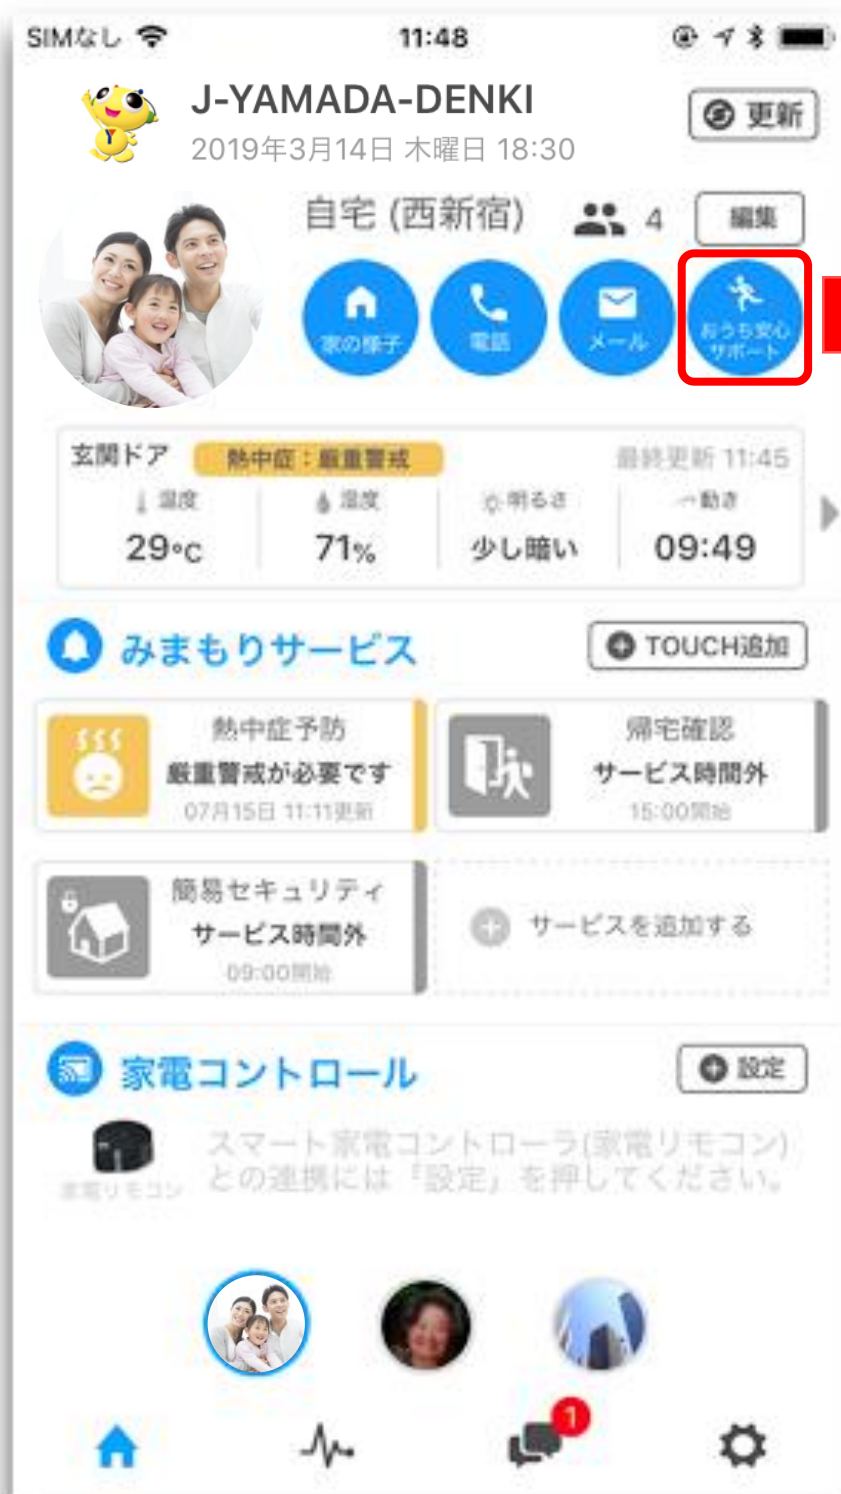 SIMなし 11:48
J-YAMADA-DENKI
更新
2019年3月14日 木曜日 18:30
自宅 (西新宿) 4 編集
家の様子 電話 メール おうち安心
サポート
玄関ドア 熱中症：厳重警戒 最終更新 11:45
温度 湿度 明るさ 動き
29°C 71% 少し暗い 09:49
みまもりサービス TOUCH追加
熱中症予防
厳重警戒が必要です
07月15日 11:11更新
帰宅確認
サービス時間外
15:00開始
簡易セキュリティ
サービス時間外
09:00開始
サービスを追加する
家電コントロール 設定
スマート家電コントローラ(家電リモコン)
との連携には「設定」を押してください。
家電リモコン
1